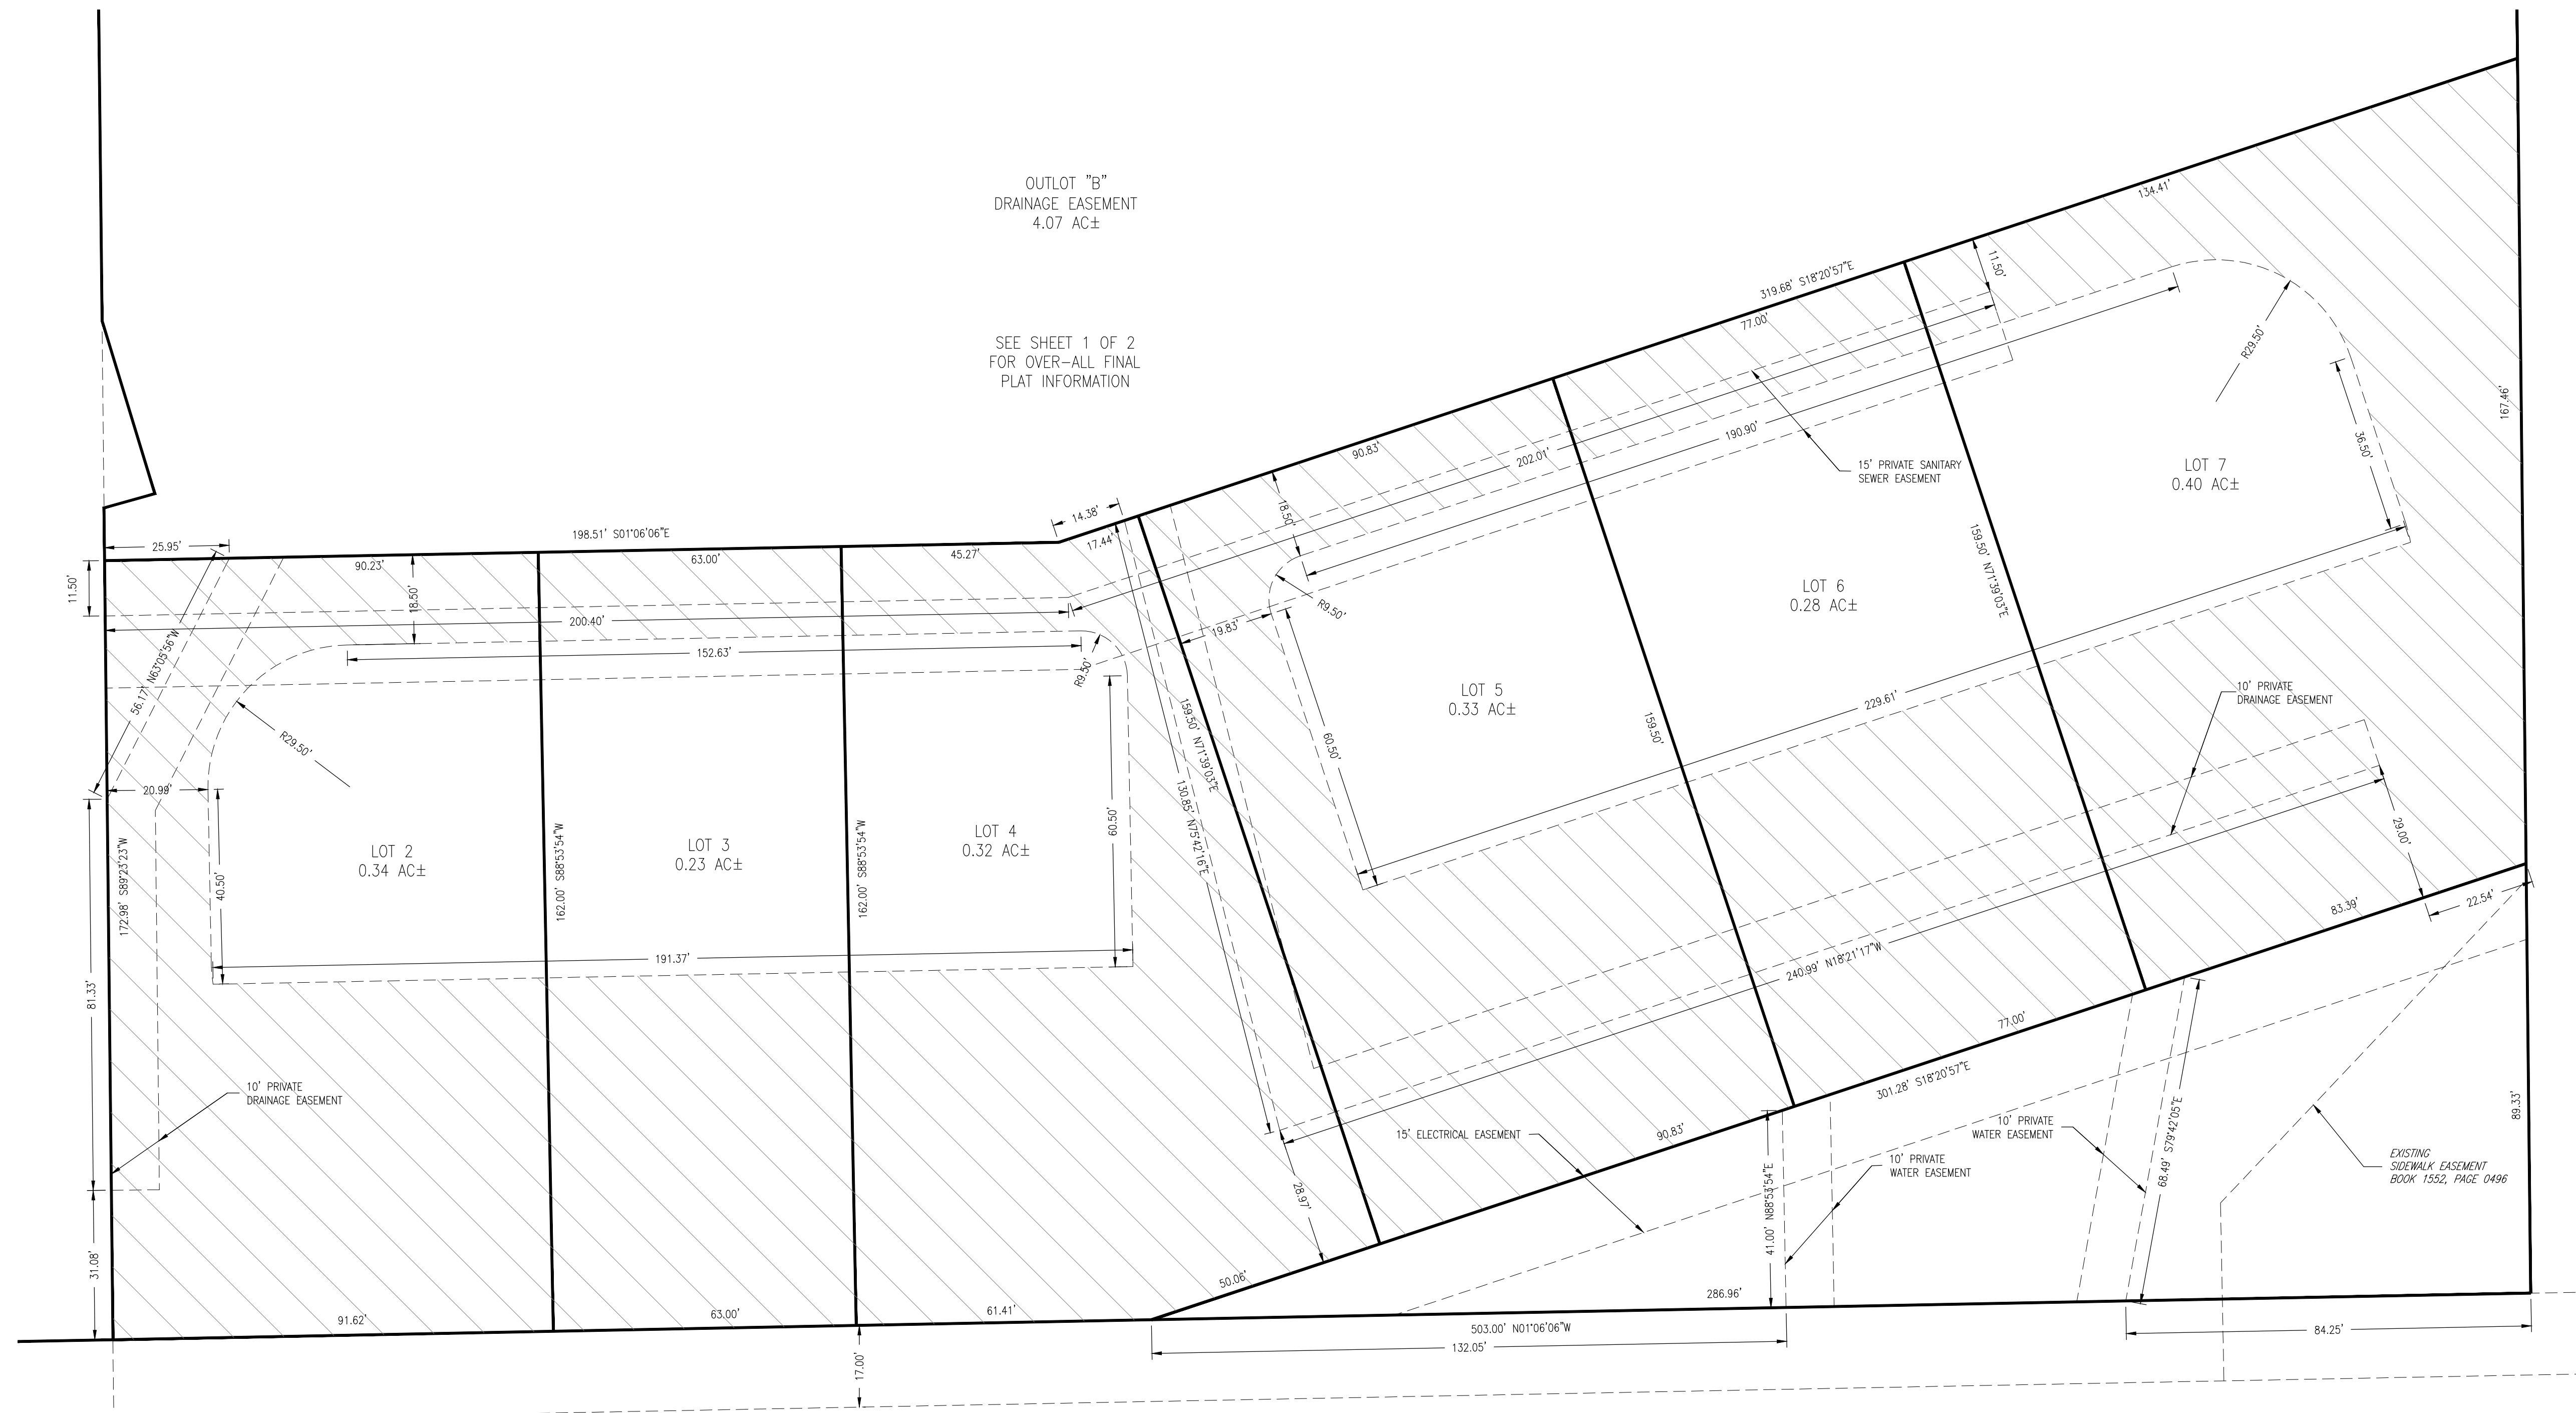 OUTLOT "B"
DRAINAGE EASEMENT
4.07 AC±
SEE SHEET 1 OF 2
FOR OVER-ALL FINAL
PLAT INFORMATION
134.41'
319.68' S18°20'57"E
77.00'
11.50'
R29.50'
167.46'
36.50'
90.83'
202.01'
190.90'
15' PRIVATE SANITARY
SEWER EASEMENT
LOT 7
0.40 AC±
18.50'
14.38'
17.44'
198.51' S01°06'06"E
25.95'
90.23'
63.00'
45.27'
11.50'
18.50'
200.40'
152.63'
R9.50'
R9.50'
19.83'
56.17' N63°05'56"W
R29.50'
20.99'
40.50'
60.50'
60.50'
159.50' N71°39'03"E
130.85' N75°42'16"E
159.50'
159.50' N71°39'03"E
LOT 6
0.28 AC±
LOT 5
0.33 AC±
229.61'
10' PRIVATE
DRAINAGE EASEMENT
LOT 2
0.34 AC±
LOT 3
0.23 AC±
LOT 4
0.32 AC±
172.98' S89°23'23"W
162.00' S88°53'54"W
162.00' S88°53'54"W
191.37'
81.33'
31.08'
10' PRIVATE
DRAINAGE EASEMENT
29.00'
22.54'
83.39'
240.99' N18°21'17"W
77.00'
301.28' S18°20'57"E
90.83'
28.97'
50.06'
15' ELECTRICAL EASEMENT
41.00' N88°53'54"E
10' PRIVATE
WATER EASEMENT
10' PRIVATE
WATER EASEMENT
68.49' S79°42'05"E
89.33'
EXISTING
SIDEWALK EASEMENT
BOOK 1552, PAGE 0496
91.62'
63.00'
61.41'
286.96'
503.00' N01°06'06"W
132.05'
84.25'
17.00'